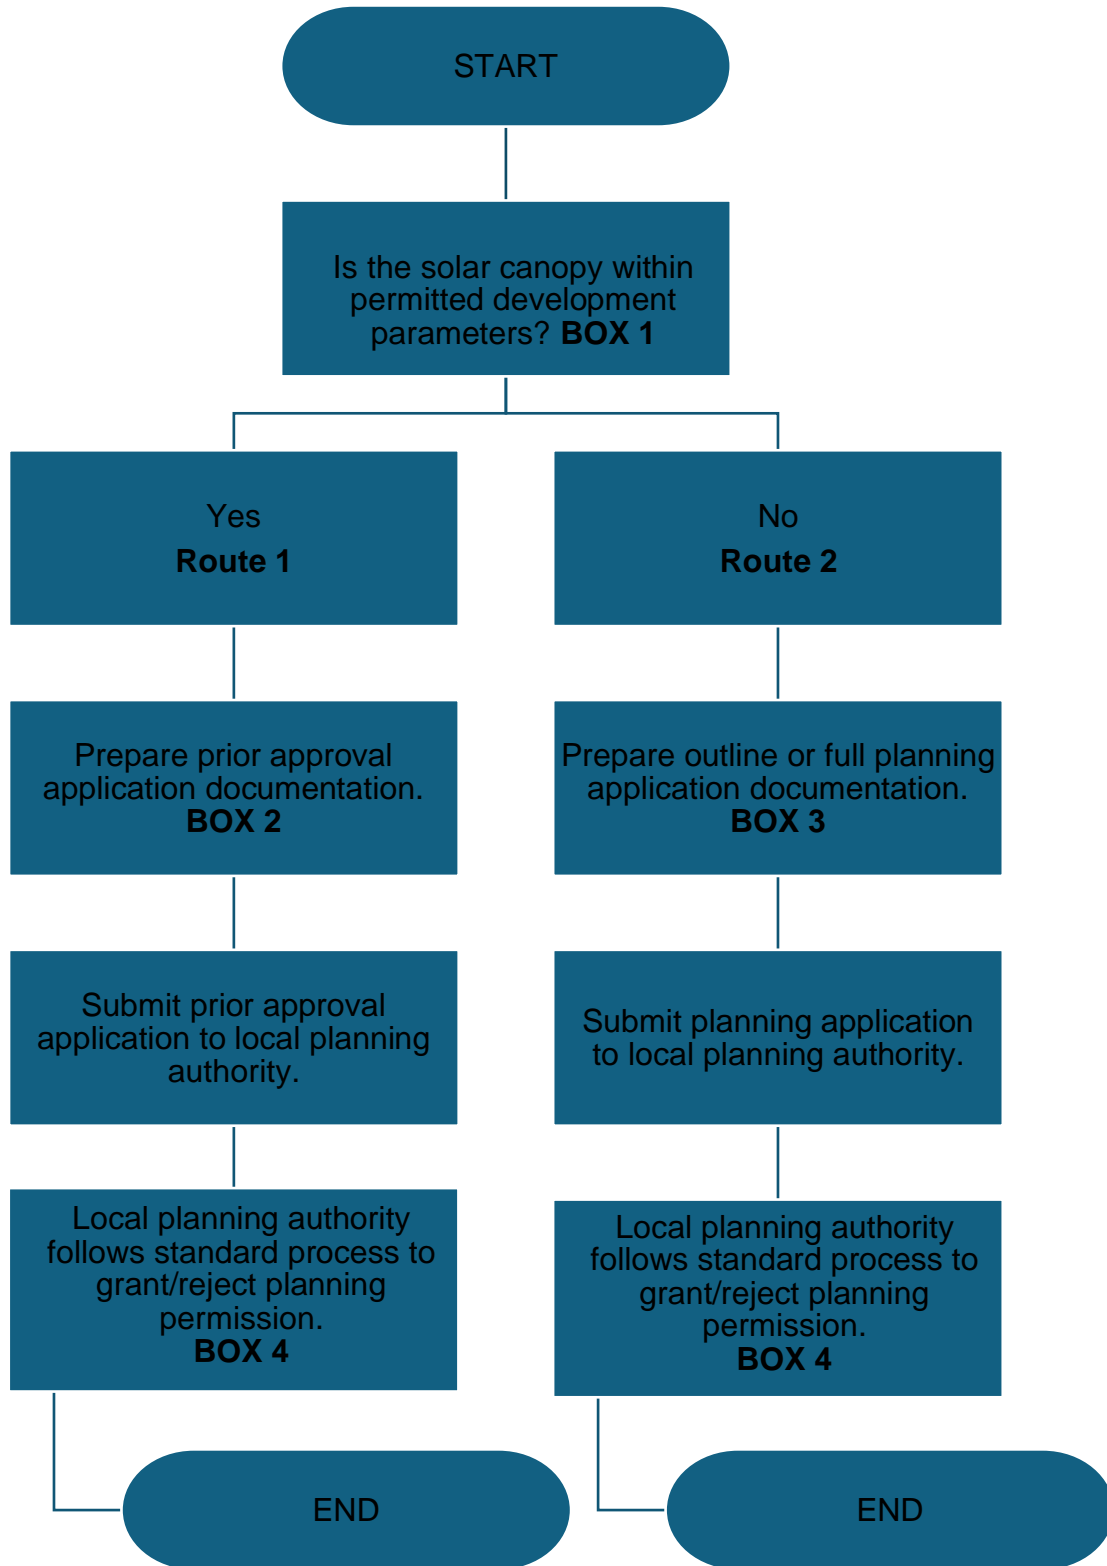 START
Is the solar canopy within
permitted development
parameters? BOX 1
Yes
Route 1
No
Route 2
Prepare prior approval
application documentation.
BOX 2
Prepare outline or full planning
application documentation.
BOX 3
Submit prior approval
application to local planning
authority.
Submit planning application
to local planning authority.
Local planning authority
follows standard process to
grant/reject planning
permission.
BOX 4
Local planning authority
follows standard process to
grant/reject planning
permission.
BOX 4
END
END